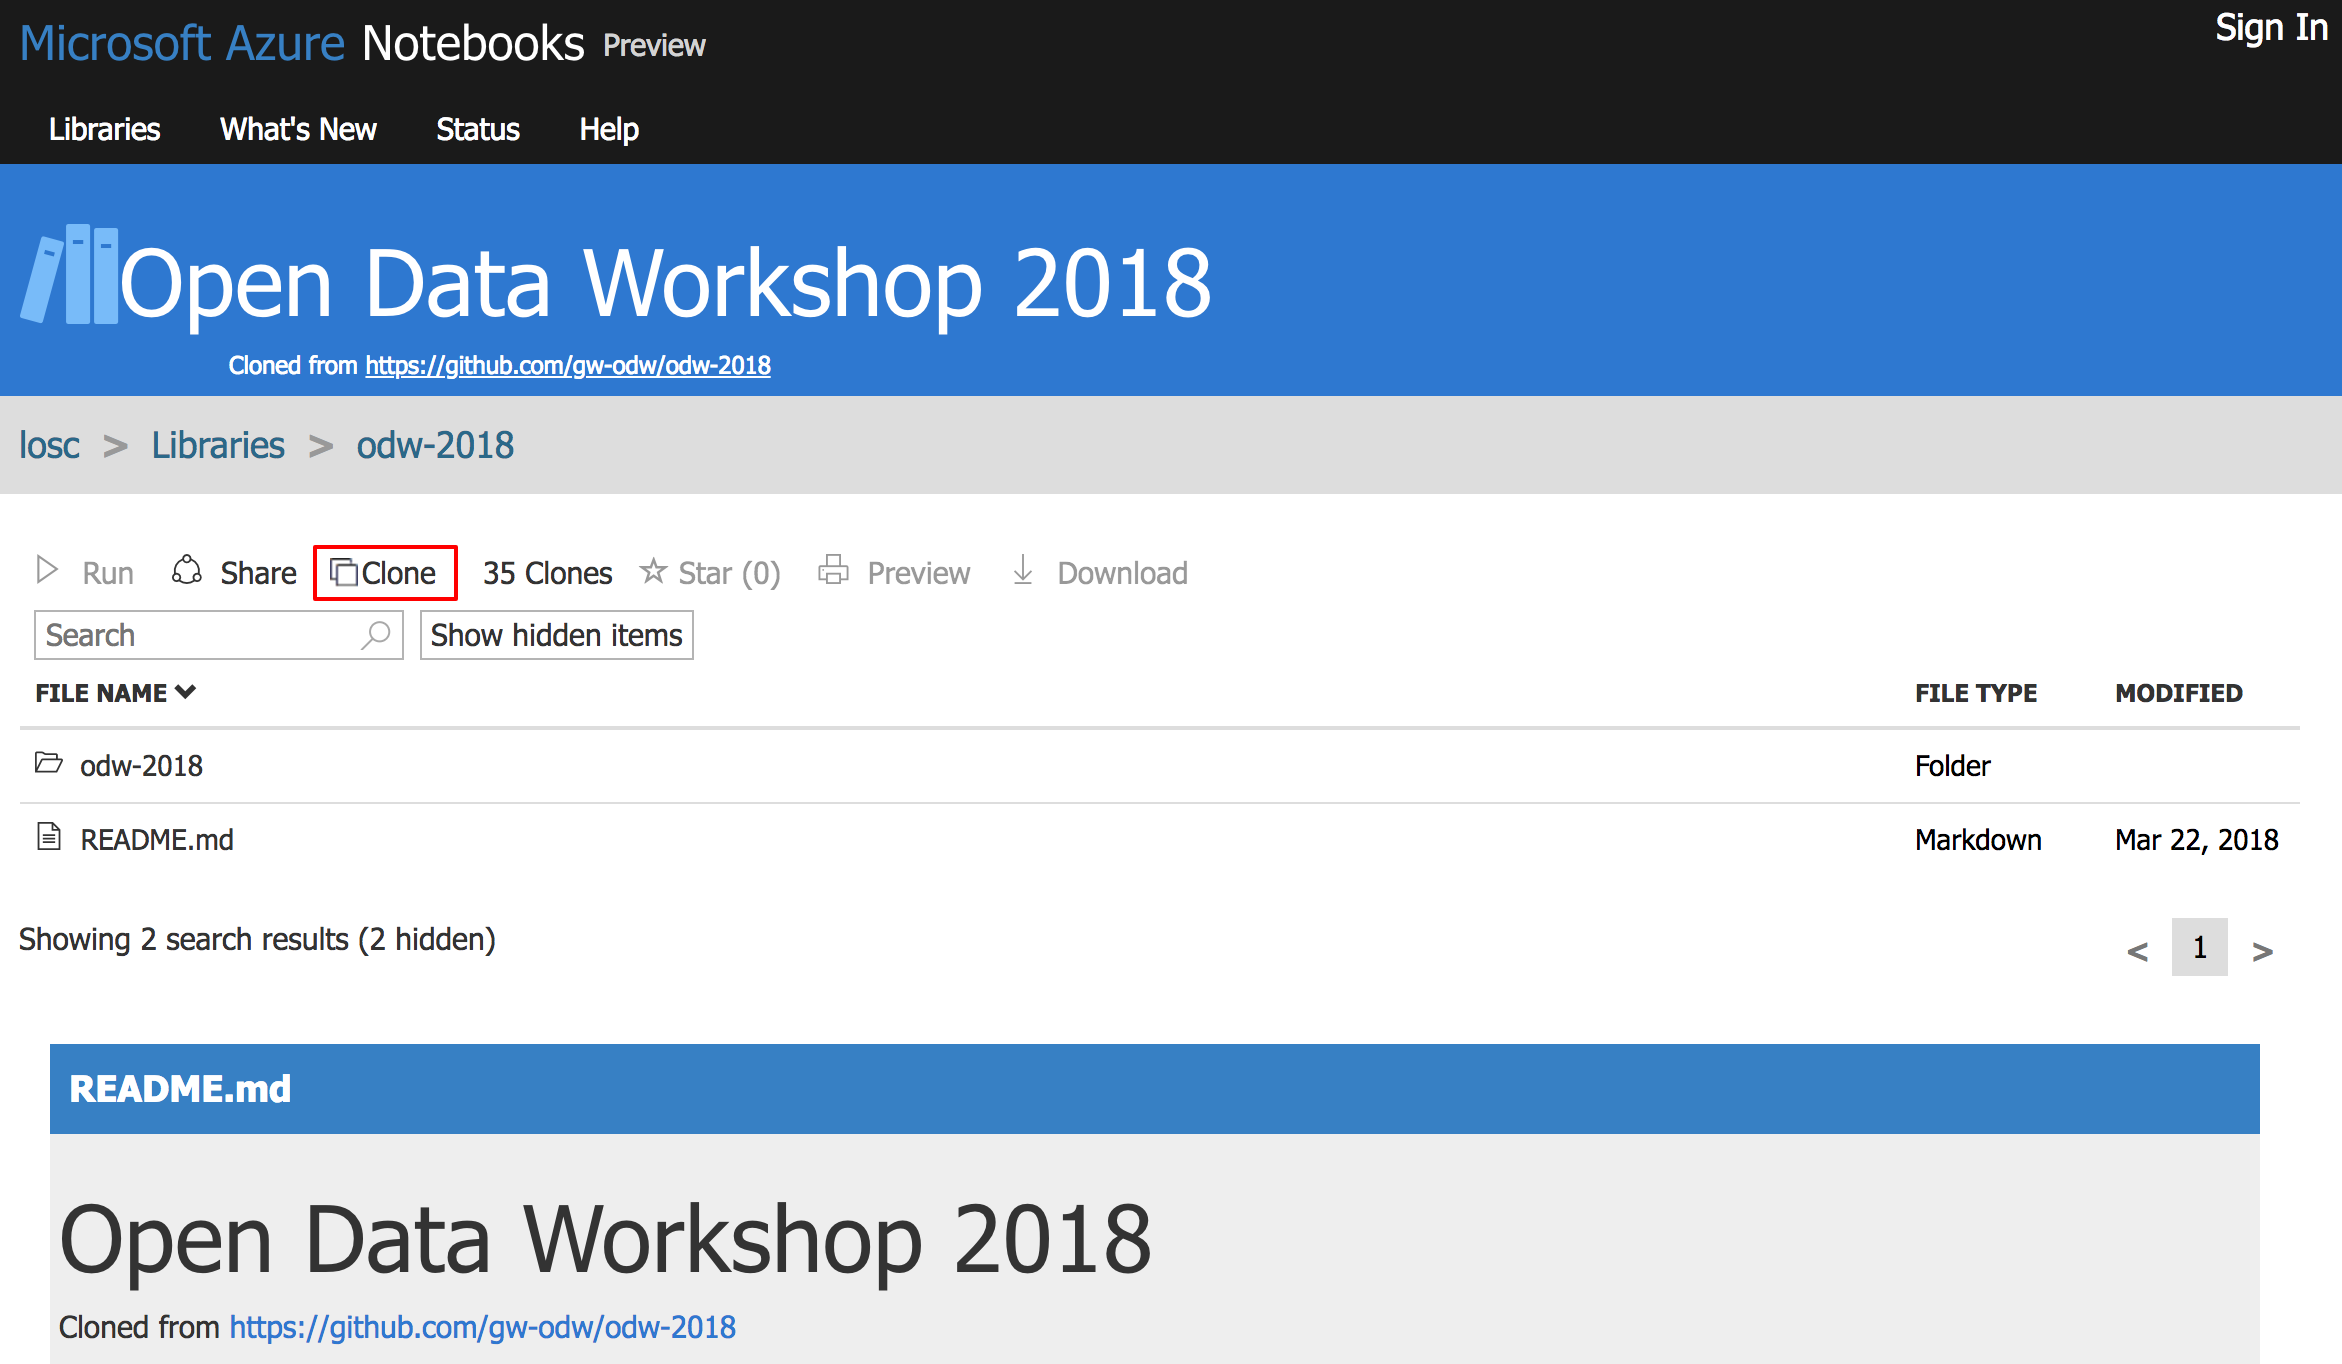 Microsoft Azure Notebooks Preview
Sign In
Libraries What's New Status Help
Open Data Workshop 2018
Cloned from https://github.com/gw-odw/odw-2018
losc > Libraries > odw-2018
Run Share Clone 35 Clones Star (0) Preview Download
Search Show hidden items
FILE NAME FILE TYPE MODIFIED
odw-2018 Folder
README.md Markdown Mar 22, 2018
Showing 2 search results (2 hidden)
< 1 >
README.md
Open Data Workshop 2018
Cloned from https://github.com/gw-odw/odw-2018